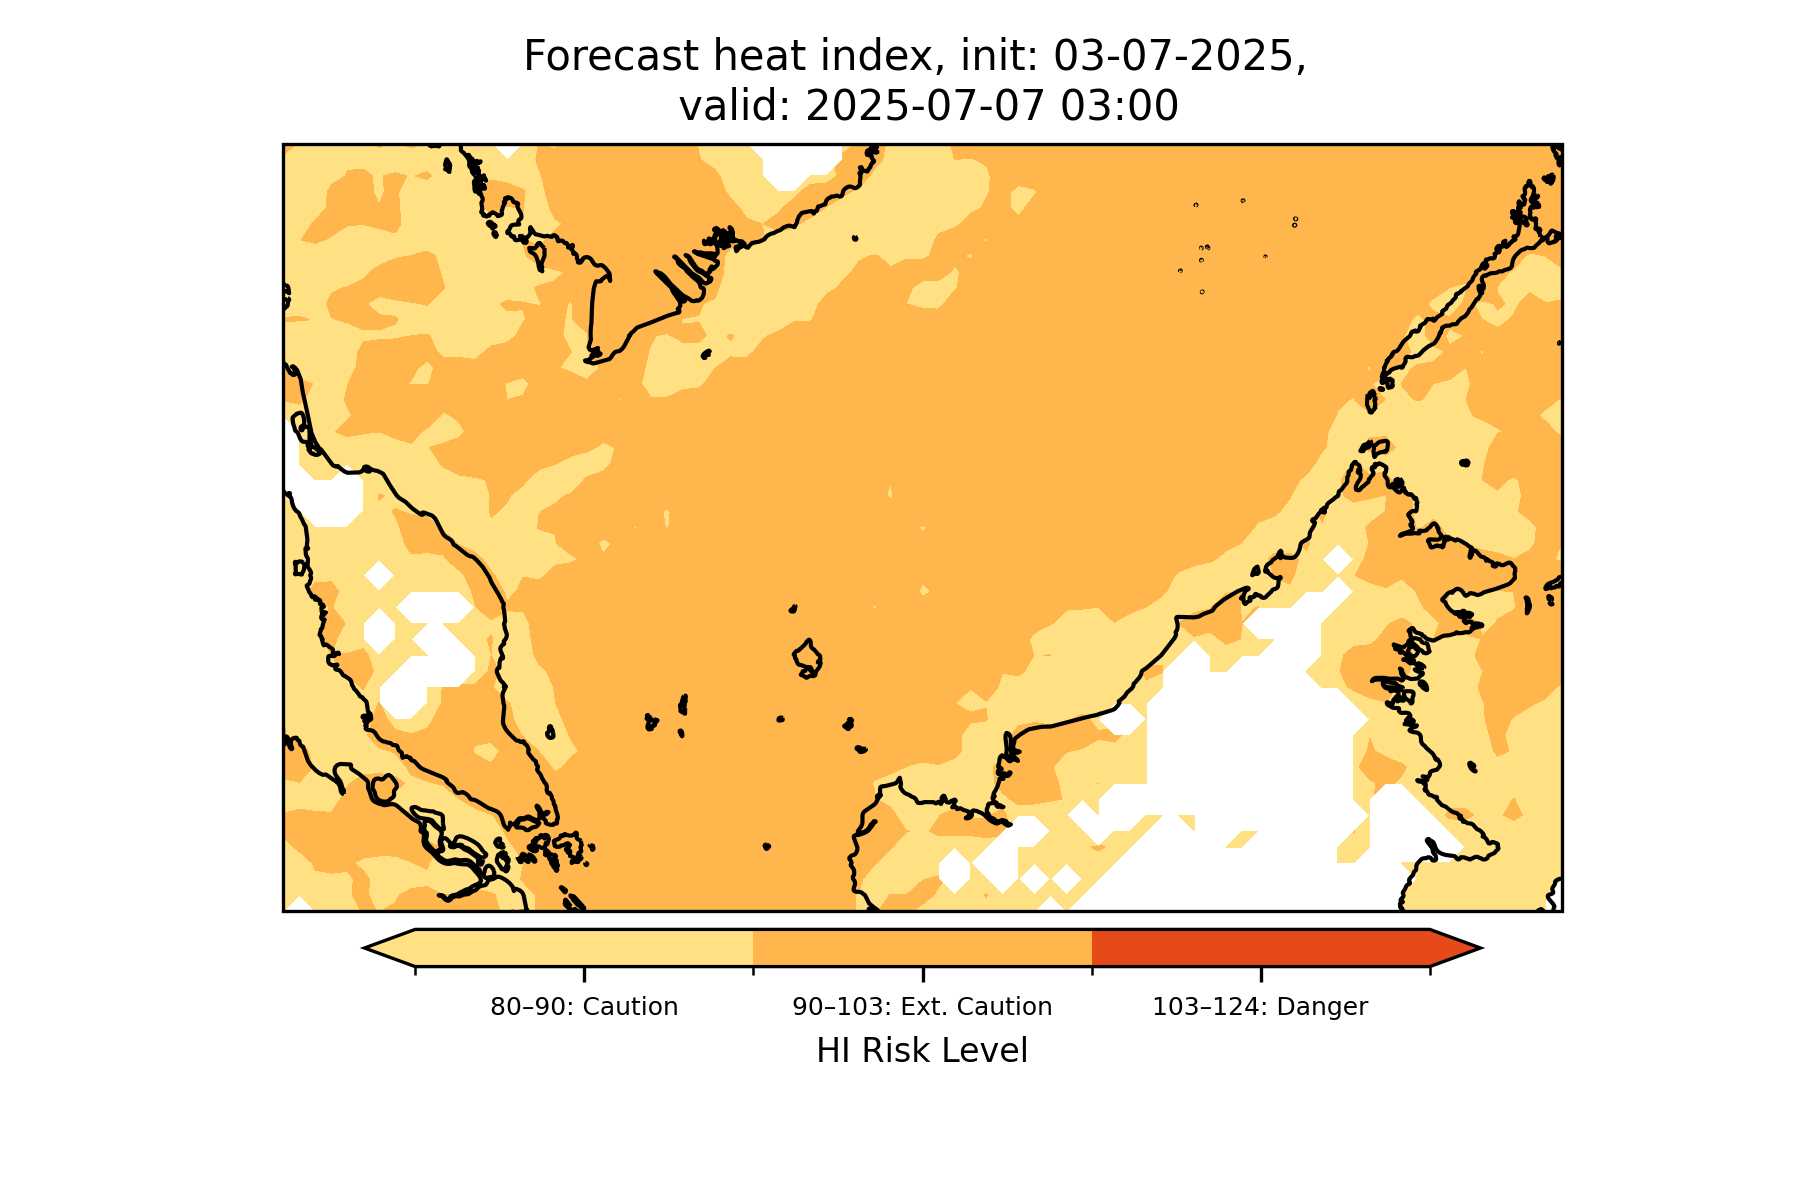 Forecast heat index, init: 03-07-2025,
valid: 2025-07-07 03:00
80–90: Caution
90–103: Ext. Caution
103–124: Danger
HI Risk Level